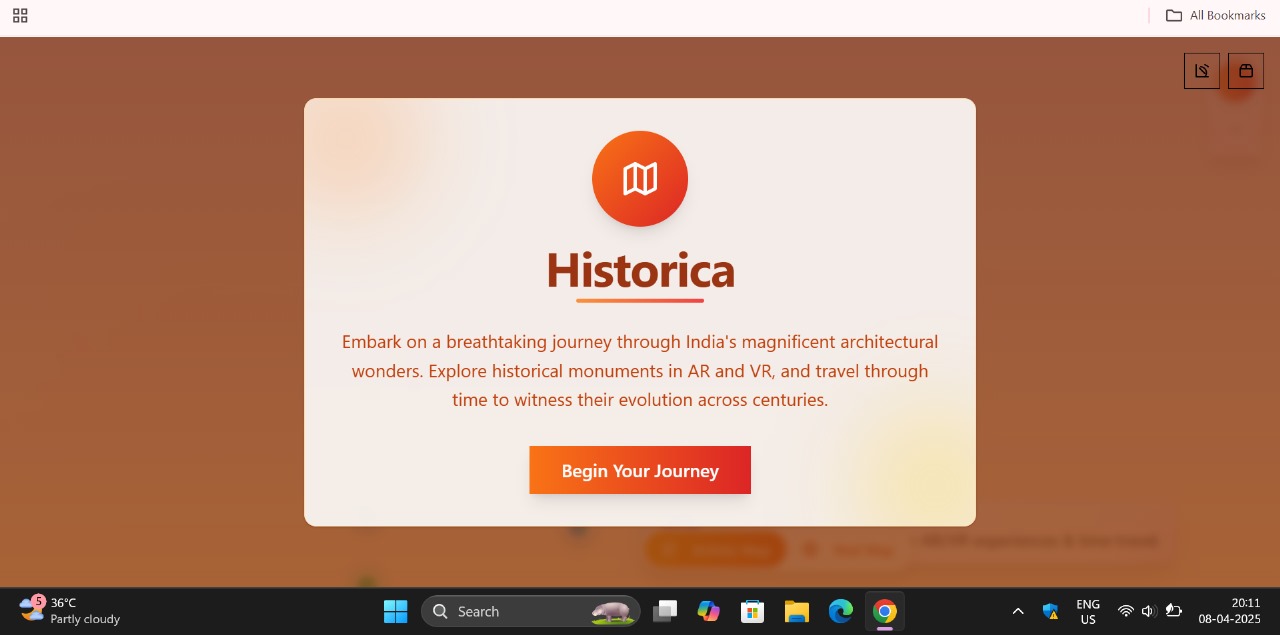 All Bookmarks
Historica
Embark on a breathtaking journey through India's magnificent architectural
wonders. Explore historical monuments in AR and VR, and travel through
time to witness their evolution across centuries.
Begin Your Journey
5
36°C
Partly cloudy
Search
ENG
US
20:11
08-04-2025